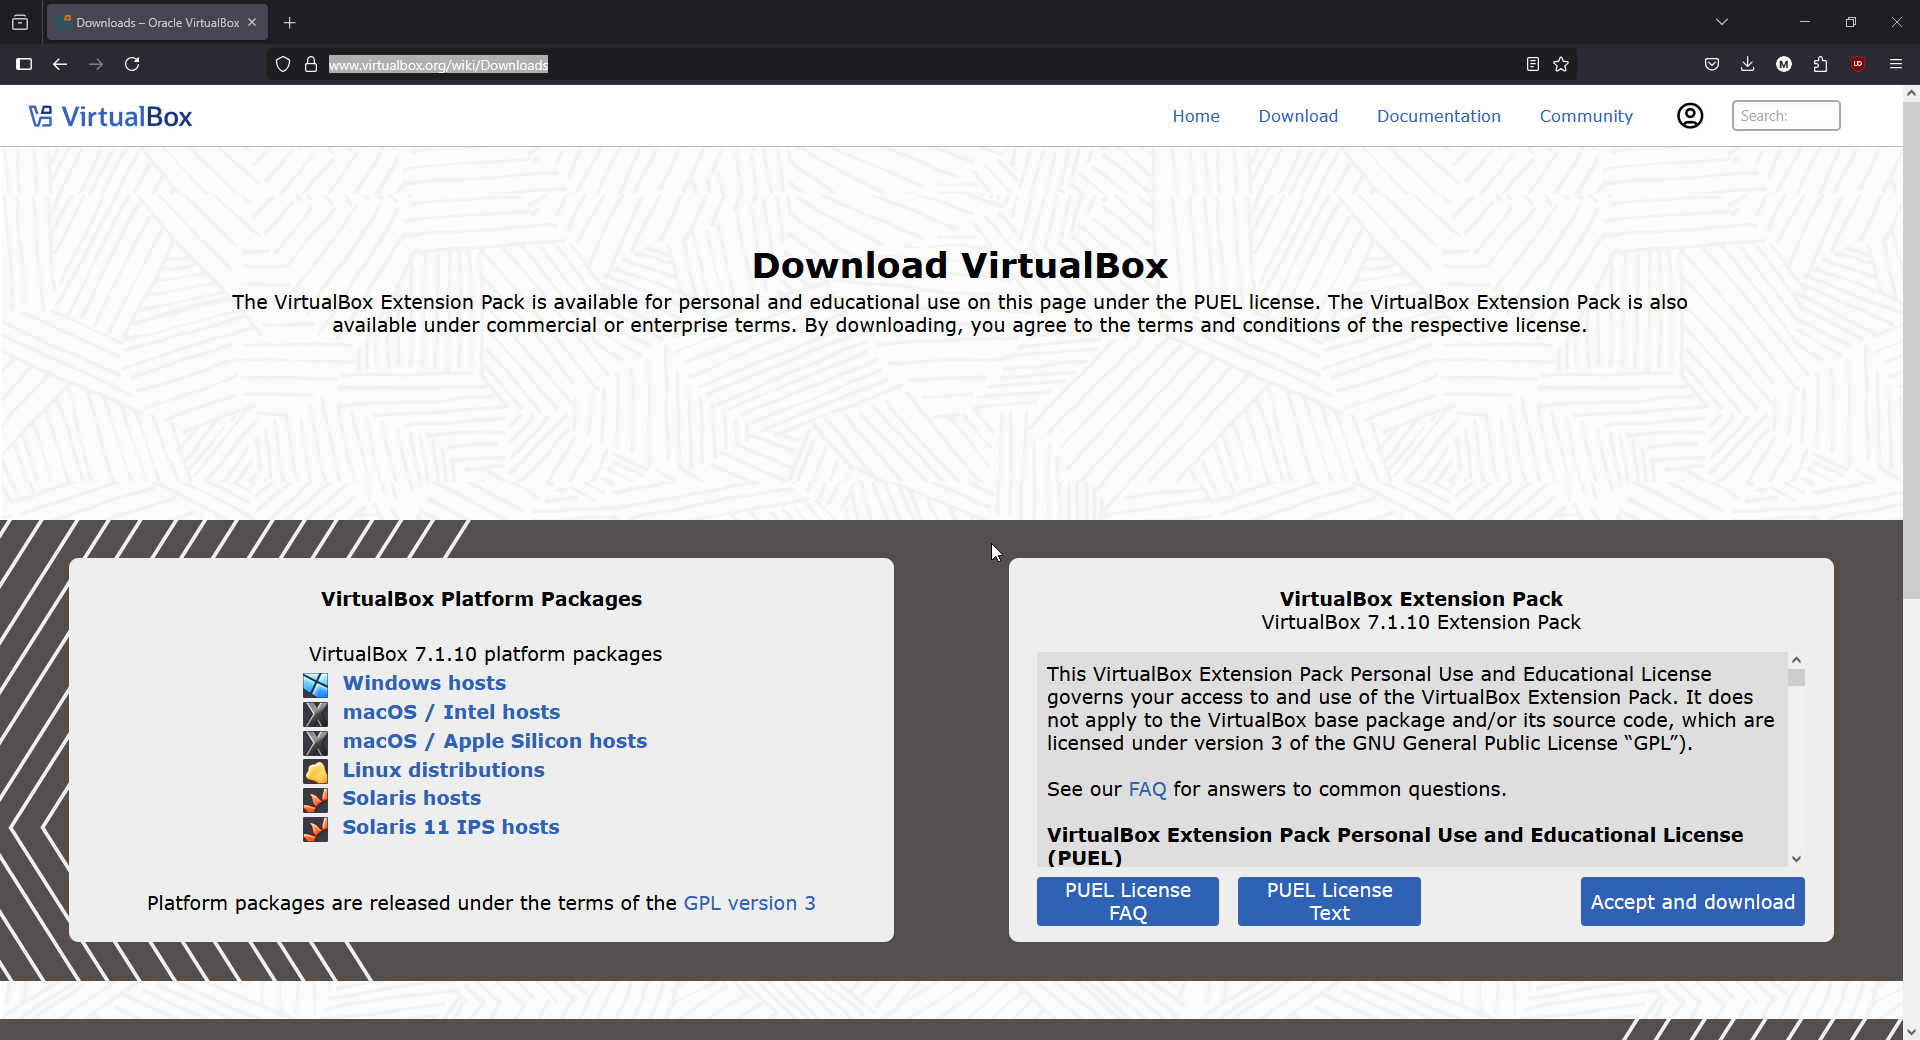 Downloads – Oracle VirtualBox
www.virtualbox.org/wiki/Downloads
M
UD
VirtualBox
Home
Download
Documentation
Community
Search:
Download VirtualBox
The VirtualBox Extension Pack is available for personal and educational use on this page under the PUEL license. The VirtualBox Extension Pack is also
available under commercial or enterprise terms. By downloading, you agree to the terms and conditions of the respective license.
VirtualBox Platform Packages
VirtualBox 7.1.10 platform packages
Windows hosts
macOS / Intel hosts
macOS / Apple Silicon hosts
Linux distributions
Solaris hosts
Solaris 11 IPS hosts
Platform packages are released under the terms of the GPL version 3
VirtualBox Extension Pack
VirtualBox 7.1.10 Extension Pack
This VirtualBox Extension Pack Personal Use and Educational License
governs your access to and use of the VirtualBox Extension Pack. It does
not apply to the VirtualBox base package and/or its source code, which are
licensed under version 3 of the GNU General Public License “GPL”).
See our FAQ for answers to common questions.
VirtualBox Extension Pack Personal Use and Educational License
(PUEL)
PUEL License
FAQ
PUEL License
Text
Accept and download